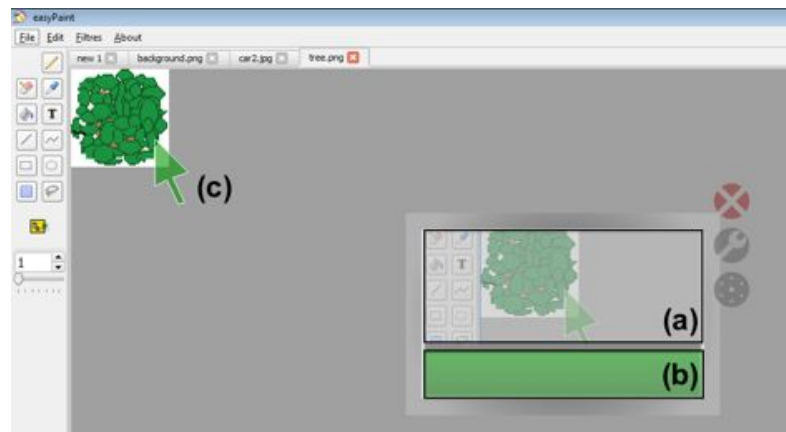 easyPaint
File Edit Filtres About
new 1 background.png car2.jpg tree.png
T
(c)
1
T
(a)
(b)